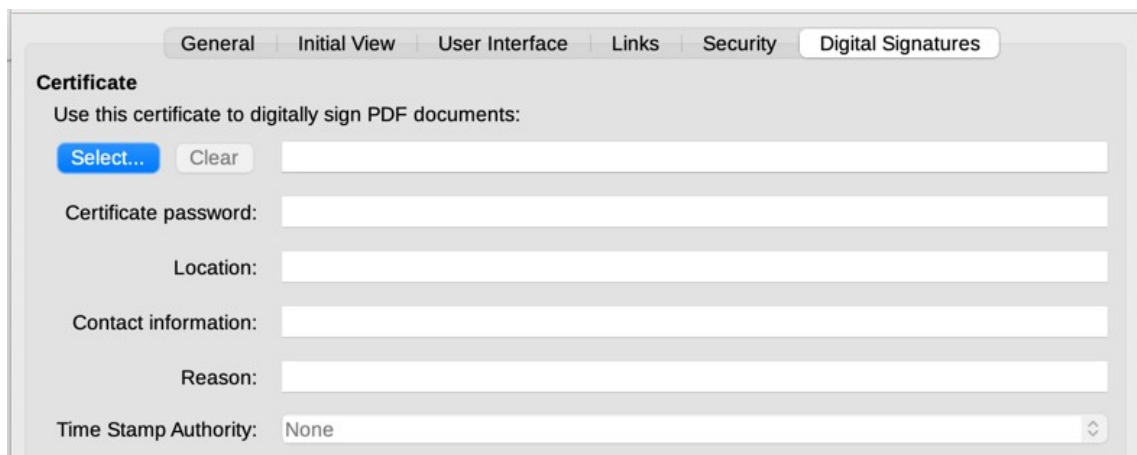 General Initial View User Interface Links Security Digital Signatures
Certificate
Use this certificate to digitally sign PDF documents:
Select... Clear
Certificate password:
Location:
Contact information:
Reason:
Time Stamp Authority: None